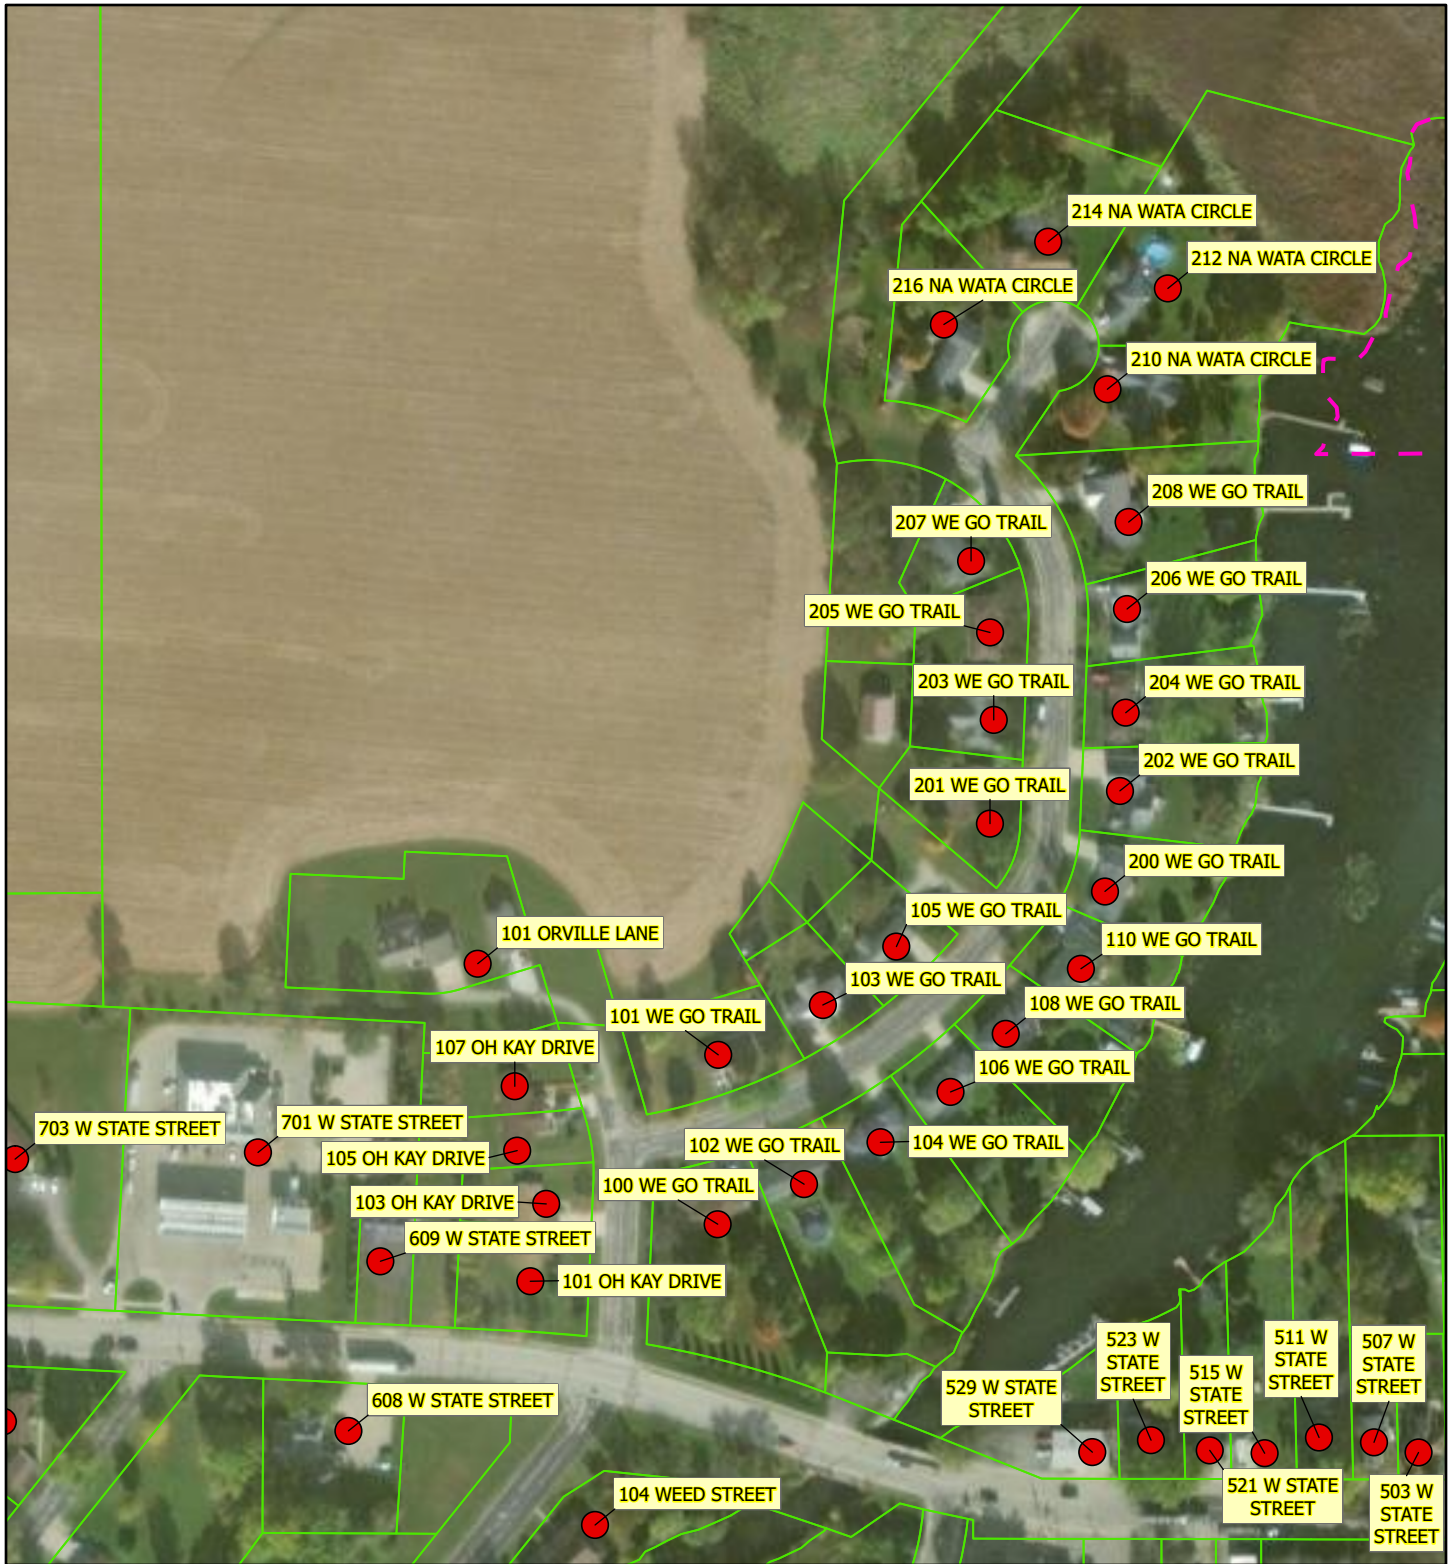 214 NA WATA CIRCLE
212 NA WATA CIRCLE
216 NA WATA CIRCLE
210 NA WATA CIRCLE
208 WE GO TRAIL
207 WE GO TRAIL
206 WE GO TRAIL
205 WE GO TRAIL
203 WE GO TRAIL
204 WE GO TRAIL
202 WE GO TRAIL
201 WE GO TRAIL
200 WE GO TRAIL
105 WE GO TRAIL
101 ORVILLE LANE
110 WE GO TRAIL
103 WE GO TRAIL
108 WE GO TRAIL
101 WE GO TRAIL
107 OH KAY DRIVE
106 WE GO TRAIL
703 W STATE STREET
701 W STATE STREET
102 WE GO TRAIL
104 WE GO TRAIL
105 OH KAY DRIVE
100 WE GO TRAIL
103 OH KAY DRIVE
609 W STATE STREET
101 OH KAY DRIVE
523 W
STATE
STREET
511 W
STATE
STREET
507 W
STATE
STREET
515 W
STATE
STREET
529 W STATE
STREET
608 W STATE STREET
521 W STATE
STREET
503 W
STATE
STREET
104 WEED STREET